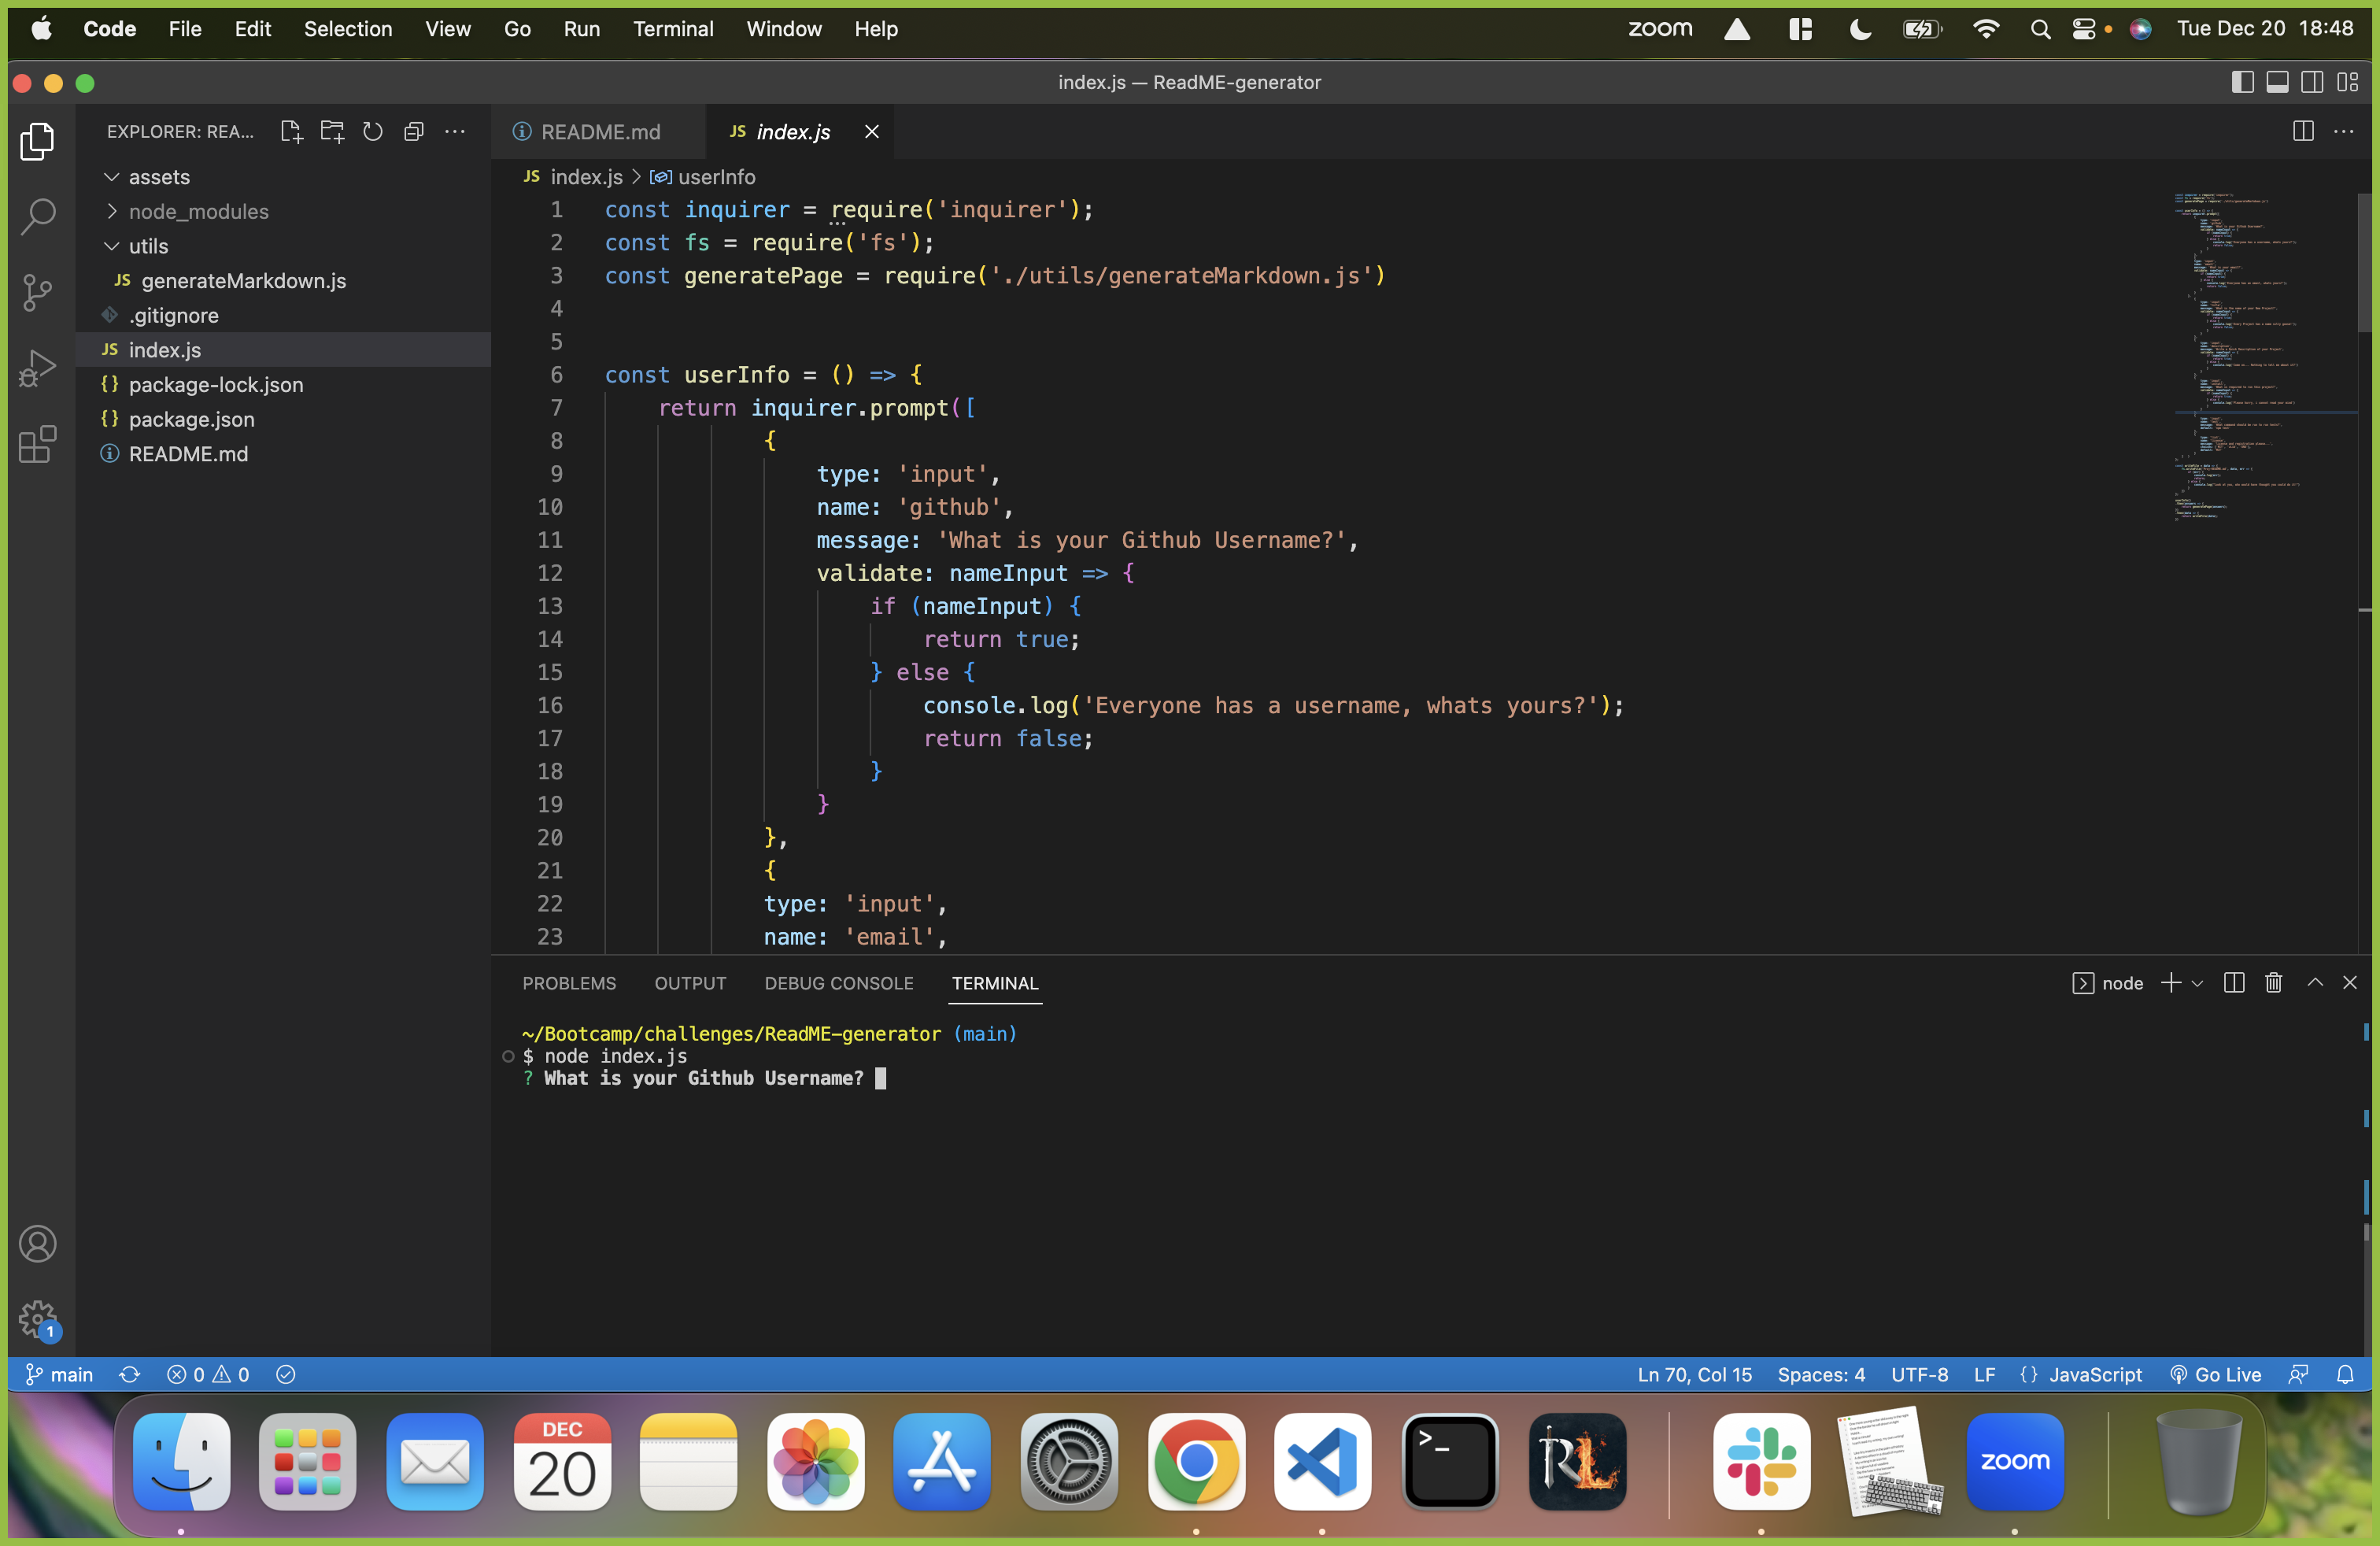 Code File Edit Selection View Go Run Terminal Window Help zoom Tue Dec 20 18:48
index.js — ReadME-generator
EXPLORER: REA...
assets
node_modules
utils
JS generateMarkdown.js
.gitignore
JS index.js
{} package-lock.json
{} package.json
README.md
README.md JS index.js
JS index.js > userInfo
1 const inquirer = require('inquirer');
2 const fs = require('fs');
3 const generatePage = require('./utils/generateMarkdown.js')
4
5
6 const userInfo = () => {
7 return inquirer.prompt([
8 {
9 type: 'input',
10 name: 'github',
11 message: 'What is your Github Username?',
12 validate: nameInput => {
13 if (nameInput) {
14 return true;
15 } else {
16 console.log('Everyone has a username, whats yours?');
17 return false;
18 }
19 }
20 },
21 {
22 type: 'input',
23 name: 'email',
PROBLEMS OUTPUT DEBUG CONSOLE TERMINAL node
~/Bootcamp/challenges/ReadME-generator (main)
$ node index.js
? What is your Github Username?
1
main 0 0 Ln 70, Col 15 Spaces: 4 UTF-8 LF {} JavaScript Go Live
DEC
20
>_
RL
zoom